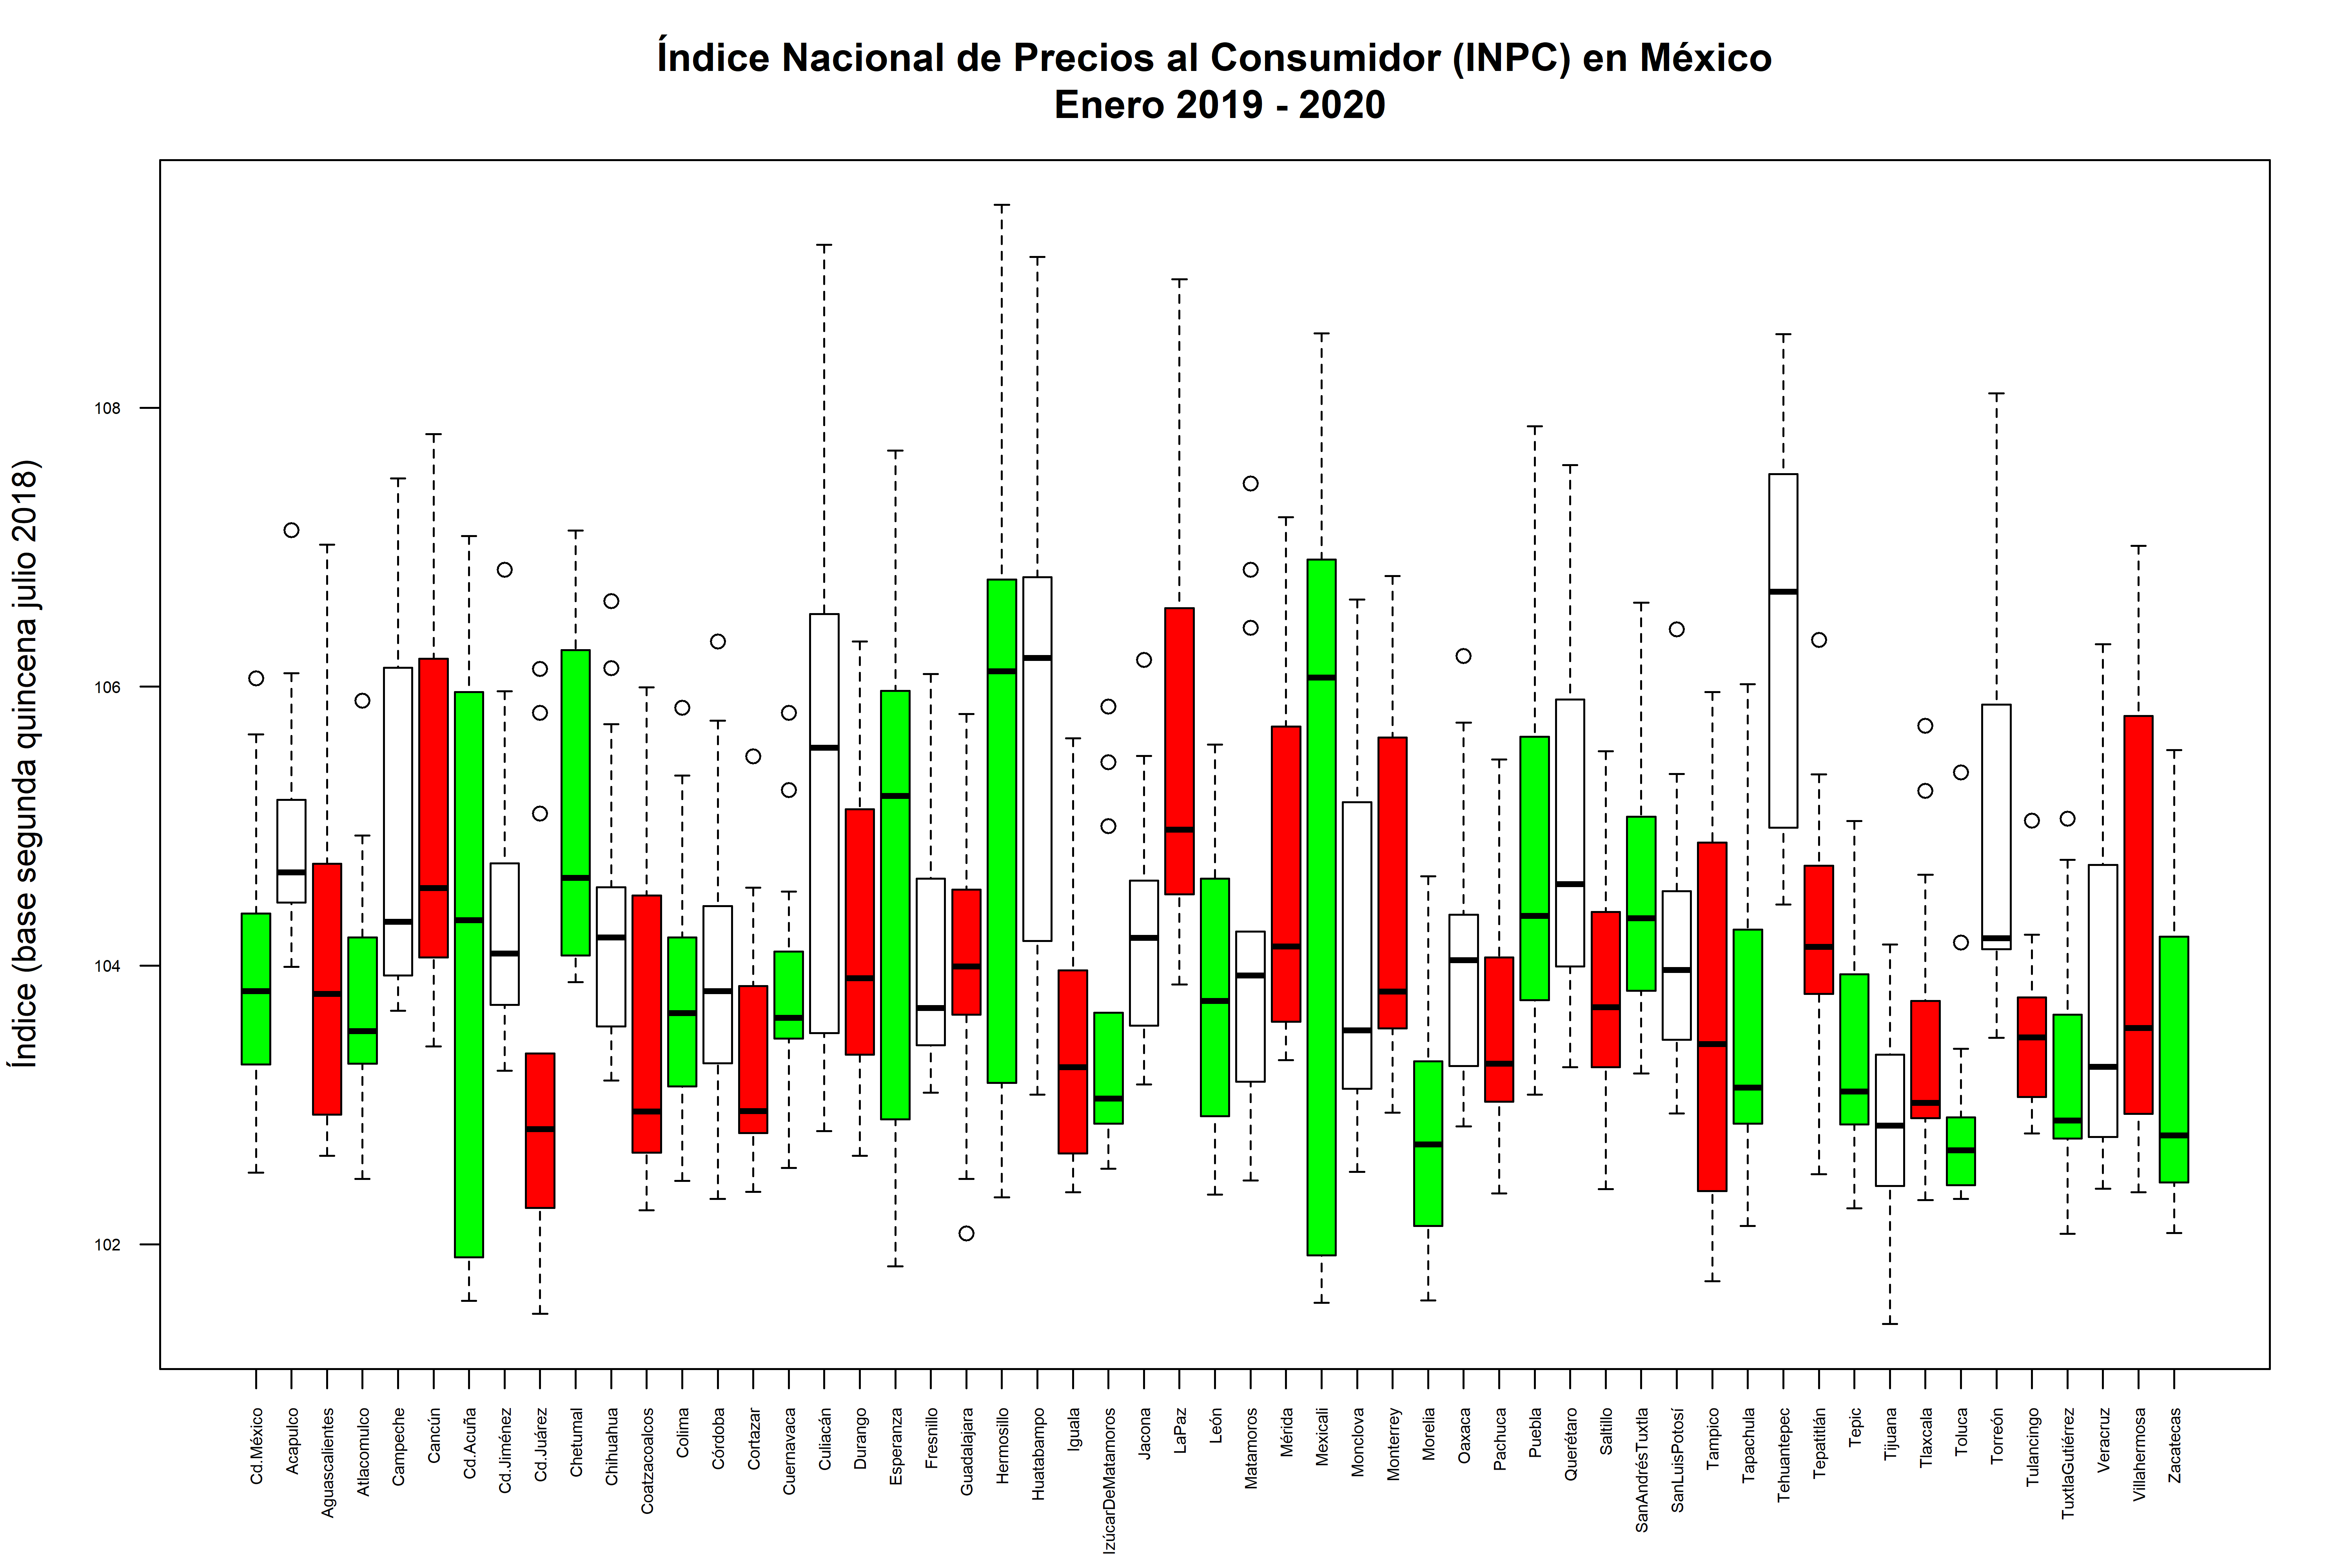 Índice Nacional de Precios al Consumidor (INPC) en México
Enero 2019 - 2020
Índice (base segunda quincena julio 2018)
108
106
104
102
Cd.México
Acapulco
Aguascalientes
Atlacomulco
Campeche
Cancún
Cd.Acuña
Cd.Jiménez
Cd.Juárez
Chetumal
Chihuahua
Coatzacoalcos
Colima
Córdoba
Cortazar
Cuernavaca
Culiacán
Durango
Esperanza
Fresnillo
Guadalajara
Hermosillo
Huatabampo
Iguala
IzúcarDeMatamoros
Jacona
LaPaz
León
Matamoros
Mérida
Mexicali
Monclova
Monterrey
Morelia
Oaxaca
Pachuca
Puebla
Querétaro
Saltillo
SanAndrésTuxtla
SanLuisPotosí
Tampico
Tapachula
Tehuantepec
Tepatitlán
Tepic
Tijuana
Tlaxcala
Toluca
Torreón
Tulancingo
TuxtlaGutiérrez
Veracruz
Villahermosa
Zacatecas